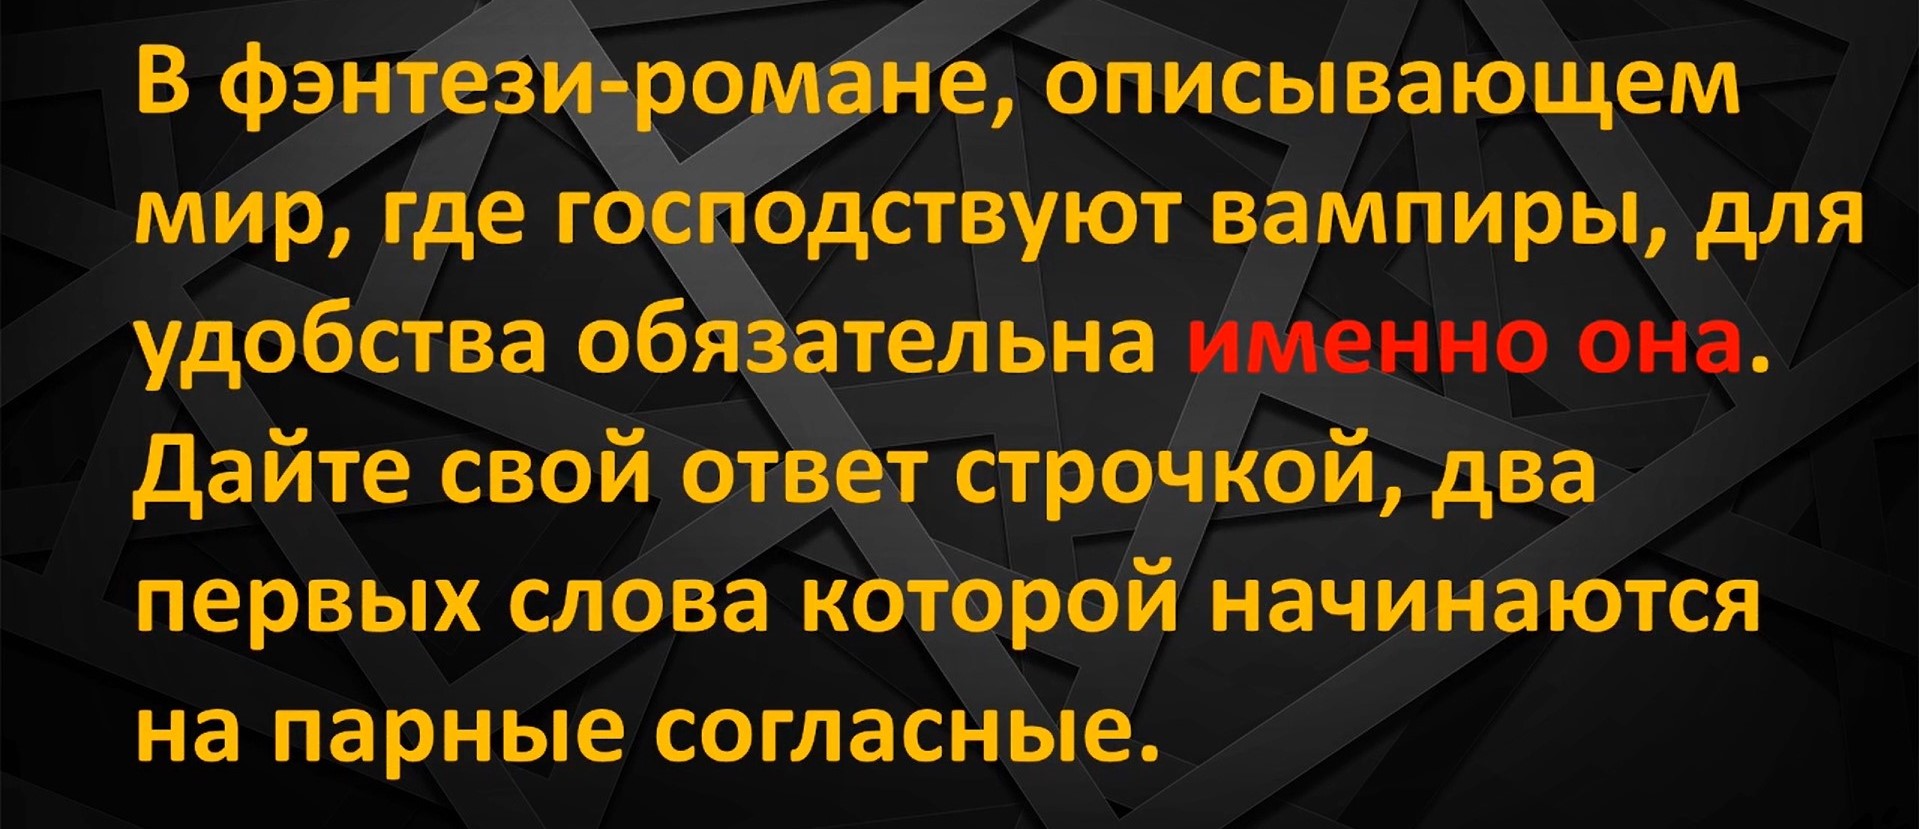 В фэнтези-романе, описывающем
мир, где господствуют вампиры, для
удобства обязательна именно она.
Дайте свой ответ строчкой, два
первых слова которой начинаются
на парные согласные.